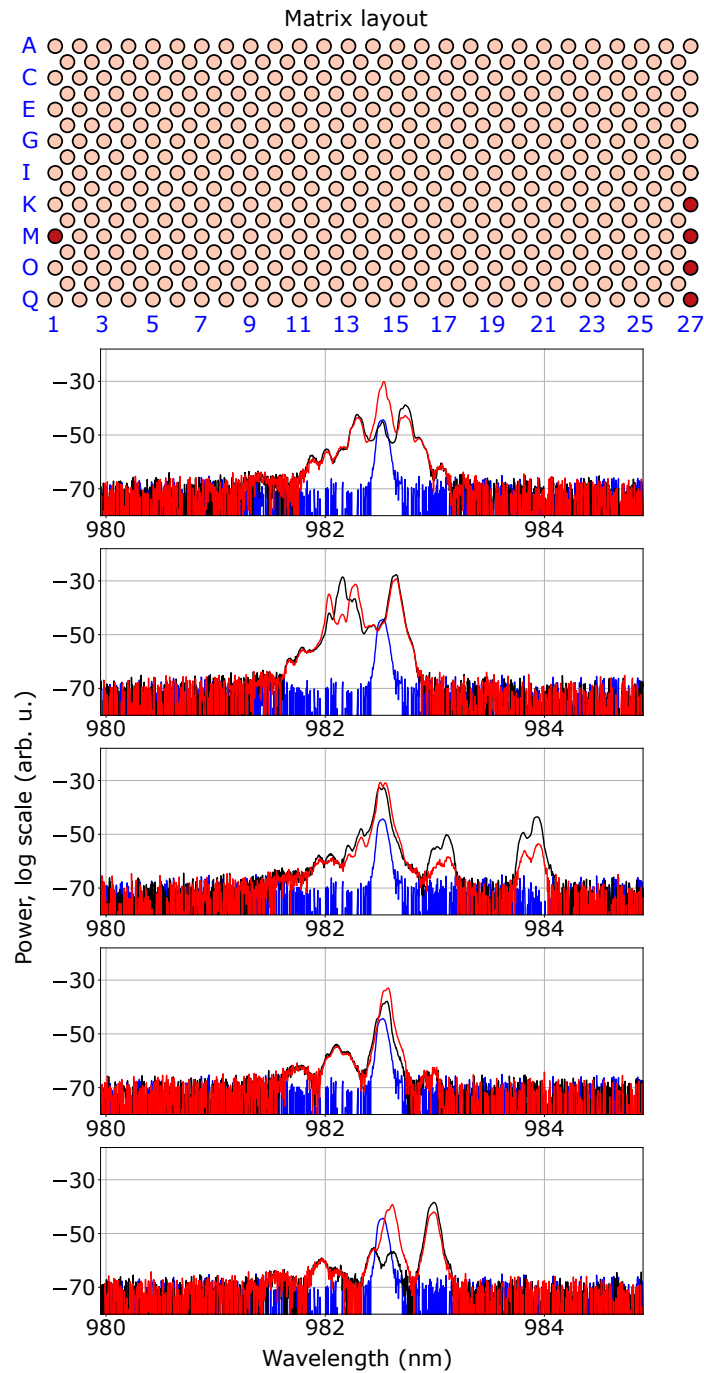 Matrix layout
A
C
E
G
I
K
M
O
Q
1 3 5 7 9 11 13 15 17 19 21 23 25 27
Power, log scale (arb. u.)
−30
−50
−70
980 982 984
−30
−50
−70
980 982 984
−30
−50
−70
980 982 984
−30
−50
−70
980 982 984
−30
−50
−70
980 982 984
Wavelength (nm)